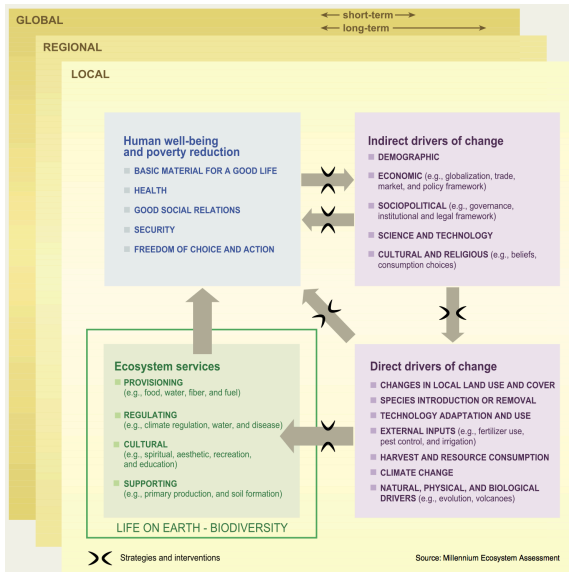 GLOBAL
short-term
long-term
REGIONAL
LOCAL
Human well-being
and poverty reduction
BASIC MATERIAL FOR A GOOD LIFE
HEALTH
GOOD SOCIAL RELATIONS
SECURITY
FREEDOM OF CHOICE AND ACTION
Indirect drivers of change
DEMOGRAPHIC
ECONOMIC (e.g., globalization, trade,
market, and policy framework)
SOCIOPOLITICAL (e.g., governance,
institutional and legal framework)
SCIENCE AND TECHNOLOGY
CULTURAL AND RELIGIOUS (e.g., beliefs,
consumption choices)
Ecosystem services
PROVISIONING
(e.g., food, water, fiber, and fuel)
REGULATING
(e.g., climate regulation, water, and disease)
CULTURAL
(e.g., spiritual, aesthetic, recreation,
and education)
SUPPORTING
(e.g., primary production, and soil formation)
LIFE ON EARTH - BIODIVERSITY
Direct drivers of change
CHANGES IN LOCAL LAND USE AND COVER
SPECIES INTRODUCTION OR REMOVAL
TECHNOLOGY ADAPTATION AND USE
EXTERNAL INPUTS (e.g., fertilizer use,
pest control, and irrigation)
HARVEST AND RESOURCE CONSUMPTION
CLIMATE CHANGE
NATURAL, PHYSICAL, AND BIOLOGICAL
DRIVERS (e.g., evolution, volcanoes)
Strategies and interventions
Source: Millennium Ecosystem Assessment